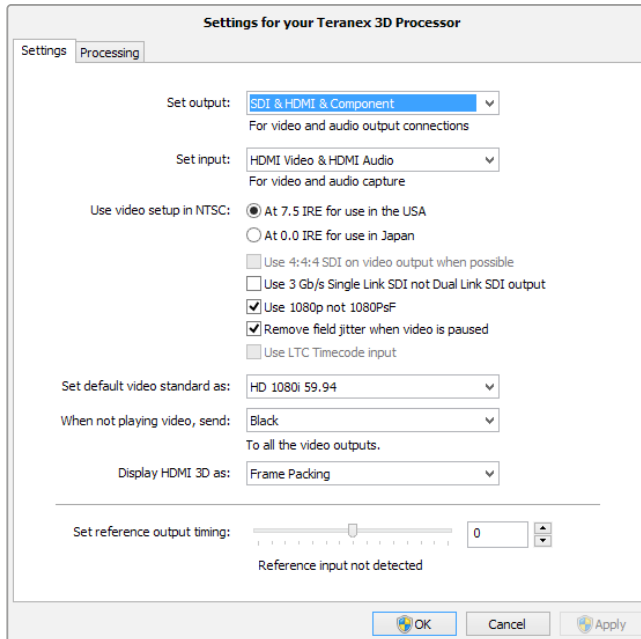 Settings for your Teranex 3D Processor
Settings
Processing
Set output:
SDI & HDMI & Component
For video and audio output connections
Set input:
HDMI Video & HDMI Audio
For video and audio capture
Use video setup in NTSC:
At 7.5 IRE for use in the USA
At 0.0 IRE for use in Japan
Use 4:4:4 SDI on video output when possible
Use 3 Gb/s Single Link SDI not Dual Link SDI output
Use 1080p not 1080PsF
Remove field jitter when video is paused
Use LTC Timecode input
Set default video standard as:
HD 1080i 59.94
When not playing video, send:
Black
To all the video outputs.
Display HDMI 3D as:
Frame Packing
Set reference output timing:
0
Reference input not detected
OK
Cancel
Apply